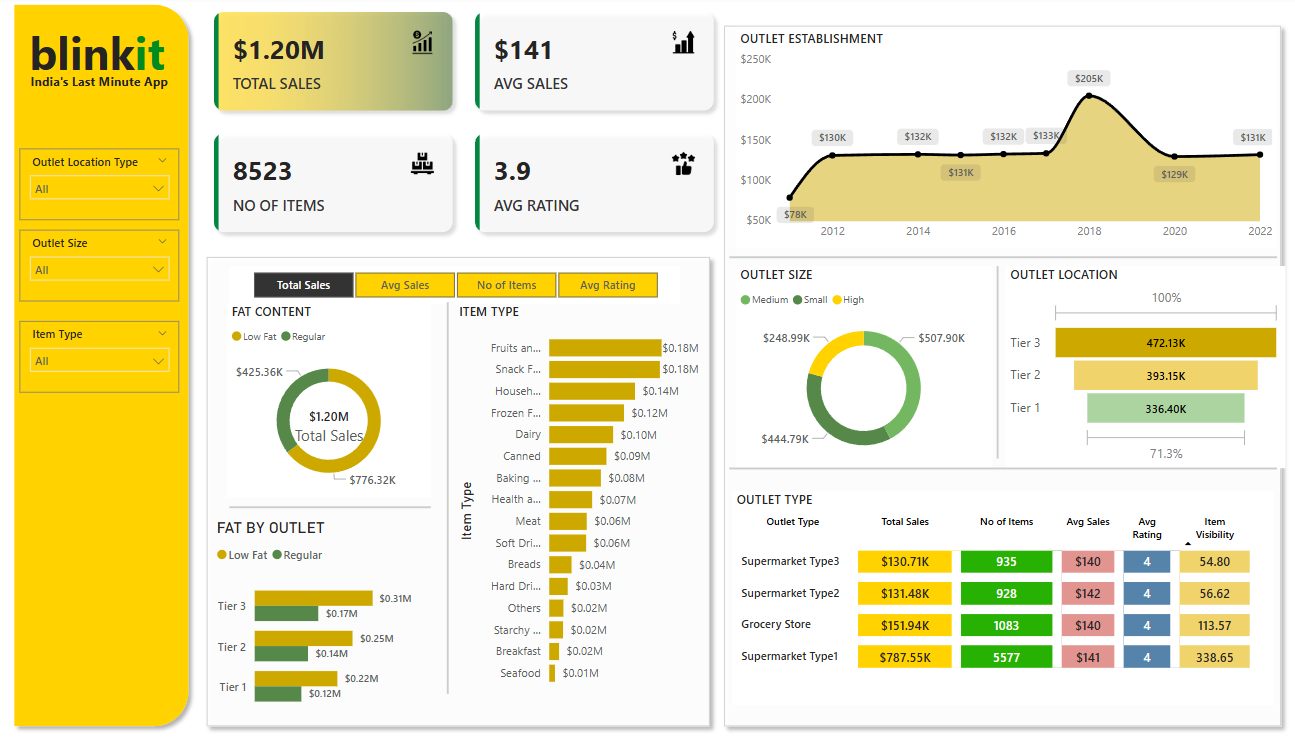 blinkit
India's Last Minute App
Outlet Location Type
All
Outlet Size
All
Item Type
All
$1.20M
TOTAL SALES
$141
AVG SALES
8523
NO OF ITEMS
3.9
AVG RATING
Total Sales
Avg Sales
No of Items
Avg Rating
FAT CONTENT
Low Fat Regular
$425.36K
$1.20M
Total Sales
$776.32K
FAT BY OUTLET
Low Fat Regular
Tier 3 $0.31M
$0.17M
Tier 2 $0.25M
$0.14M
Tier 1 $0.22M
$0.12M
ITEM TYPE
Item Type
Fruits an... $0.18M
Snack F... $0.18M
Househ... $0.14M
Frozen F... $0.12M
Dairy $0.10M
Canned $0.09M
Baking ... $0.08M
Health a... $0.07M
Meat $0.06M
Soft Dri... $0.06M
Breads $0.04M
Hard Dri... $0.03M
Others $0.02M
Starchy ... $0.02M
Breakfast $0.02M
Seafood $0.01M
OUTLET ESTABLISHMENT
$250K
$200K
$150K
$100K
$50K
$78K
$130K
$132K
$131K
$132K
$133K
$205K
$129K
$131K
2012 2014 2016 2018 2020 2022
OUTLET SIZE
Medium Small High
$248.99K
$507.90K
$444.79K
OUTLET LOCATION
100%
Tier 3 472.13K
Tier 2 393.15K
Tier 1 336.40K
71.3%
OUTLET TYPE
Outlet Type Total Sales No of Items Avg Sales Avg Rating Item Visibility
Supermarket Type3 $130.71K 935 $140 4 54.80
Supermarket Type2 $131.48K 928 $142 4 56.62
Grocery Store $151.94K 1083 $140 4 113.57
Supermarket Type1 $787.55K 5577 $141 4 338.65